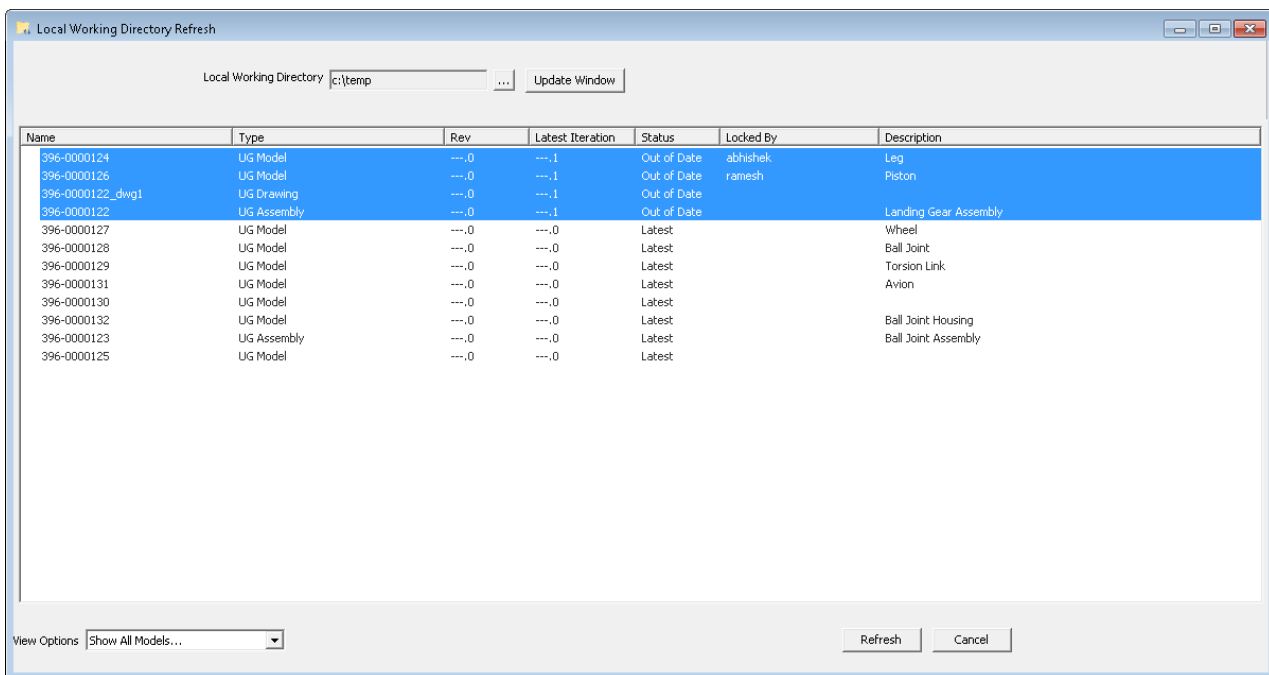 Local Working Directory Refresh
Local Working Directory c:\temp ... Update Window
Name Type Rev Latest Iteration Status Locked By Description
396-0000124 UG Model ---.0 ---.1 Out of Date abhishek Leg
396-0000126 UG Model ---.0 ---.1 Out of Date ramesh Piston
396-0000122_dwg1 UG Drawing ---.0 ---.1 Out of Date
396-0000122 UG Assembly ---.0 ---.1 Out of Date Landing Gear Assembly
396-0000127 UG Model ---.0 ---.0 Latest Wheel
396-0000128 UG Model ---.0 ---.0 Latest Ball Joint
396-0000129 UG Model ---.0 ---.0 Latest Torsion Link
396-0000131 UG Model ---.0 ---.0 Latest Avion
396-0000130 UG Model ---.0 ---.0 Latest
396-0000132 UG Model ---.0 ---.0 Latest Ball Joint Housing
396-0000123 UG Assembly ---.0 ---.0 Latest Ball Joint Assembly
396-0000125 UG Model ---.0 ---.0 Latest
View Options Show All Models... Refresh Cancel